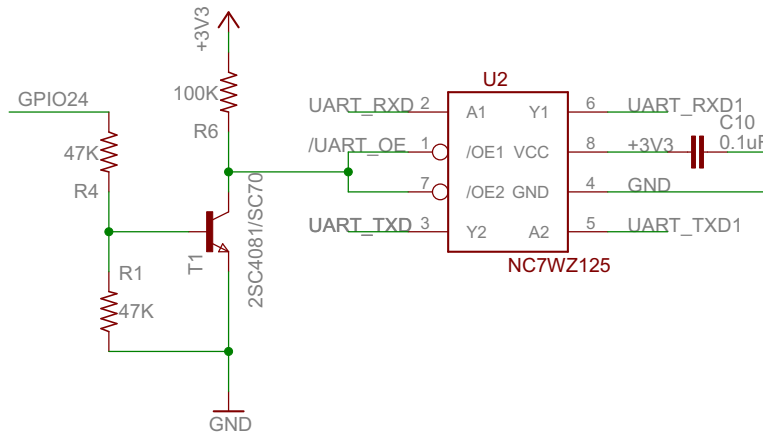 +3V3
GPIO24
100K
R6
47K
R4
T1
2SC4081/SC70
R1
47K
GND
U2
UART_RXD 2 A1 Y1 6 UART_RXD1
/UART_OE 1 /OE1 VCC 8 +3V3
C10
0.1uF
7 /OE2 GND 4 GND
UART_TXD 3 Y2 A2 5 UART_TXD1
NC7WZ125